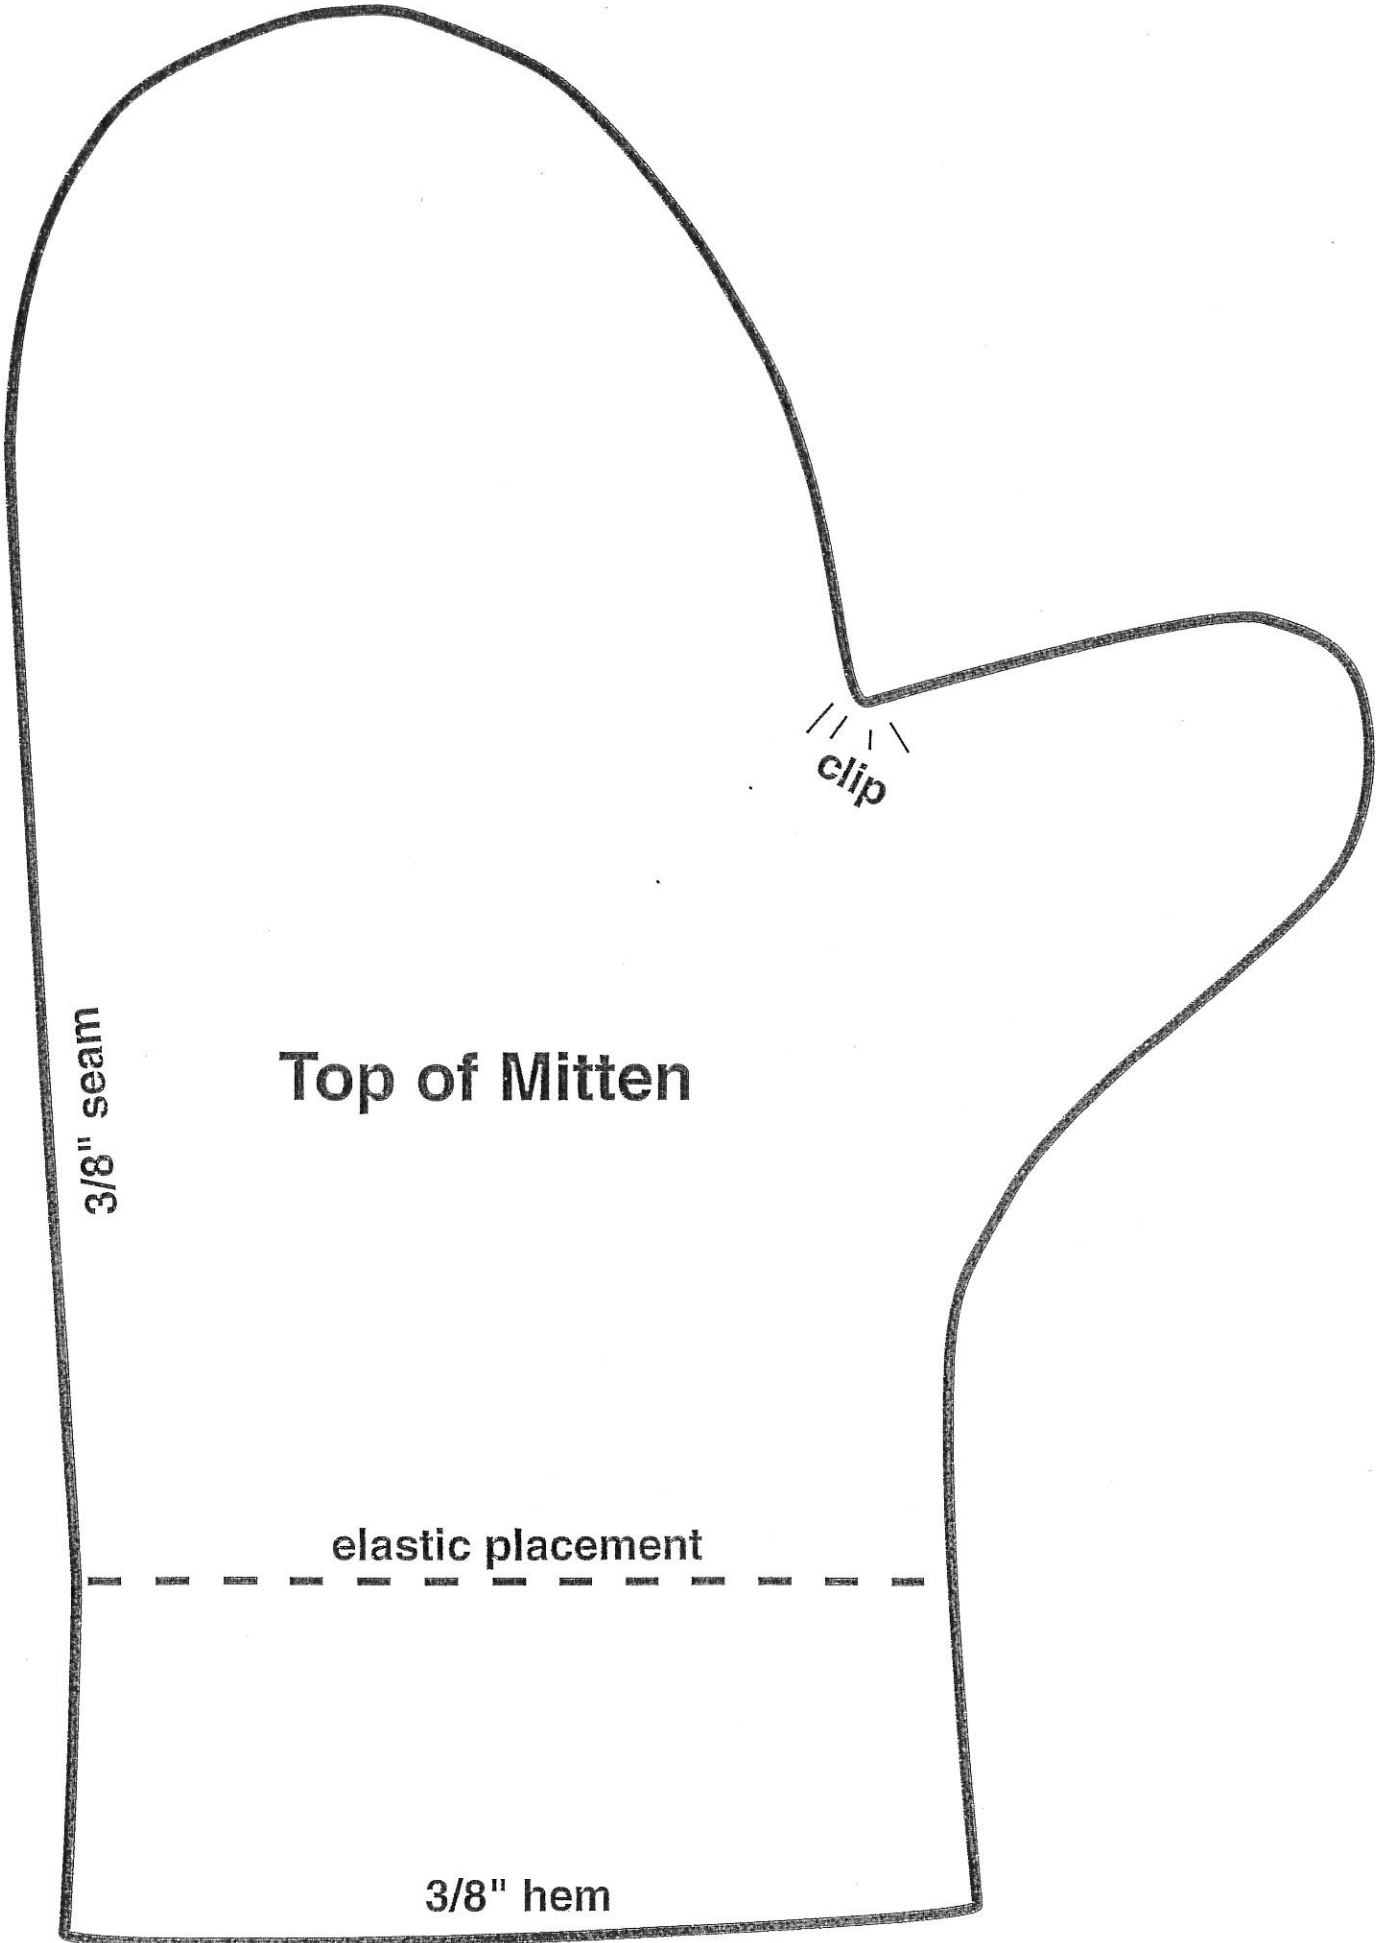 clip
3/8" seam
Top of Mitten
elastic placement
3/8" hem